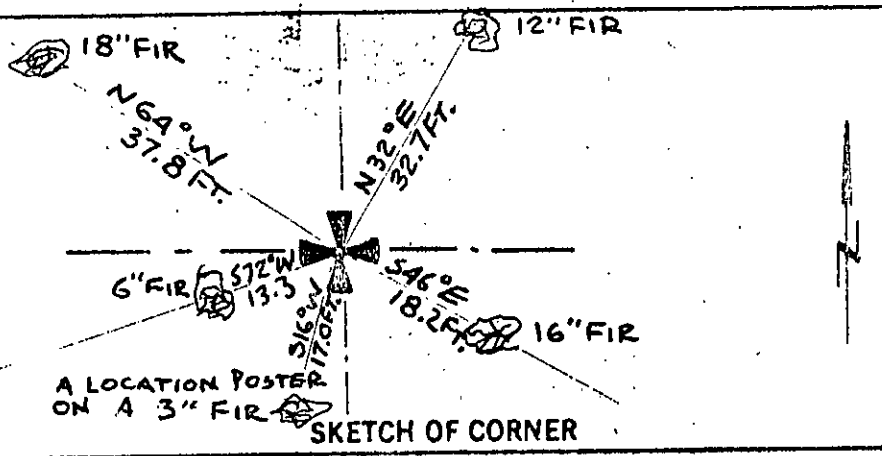 18" FIR
12" FIR
N64°W
37.8 FT.
N32°E
32.7 FT.
6" FIR
S72°W
13.3
S46°E
18.2 FT.
16" FIR
S16°W
17.0 FT.
A LOCATION POSTER
ON A 3" FIR
SKETCH OF CORNER